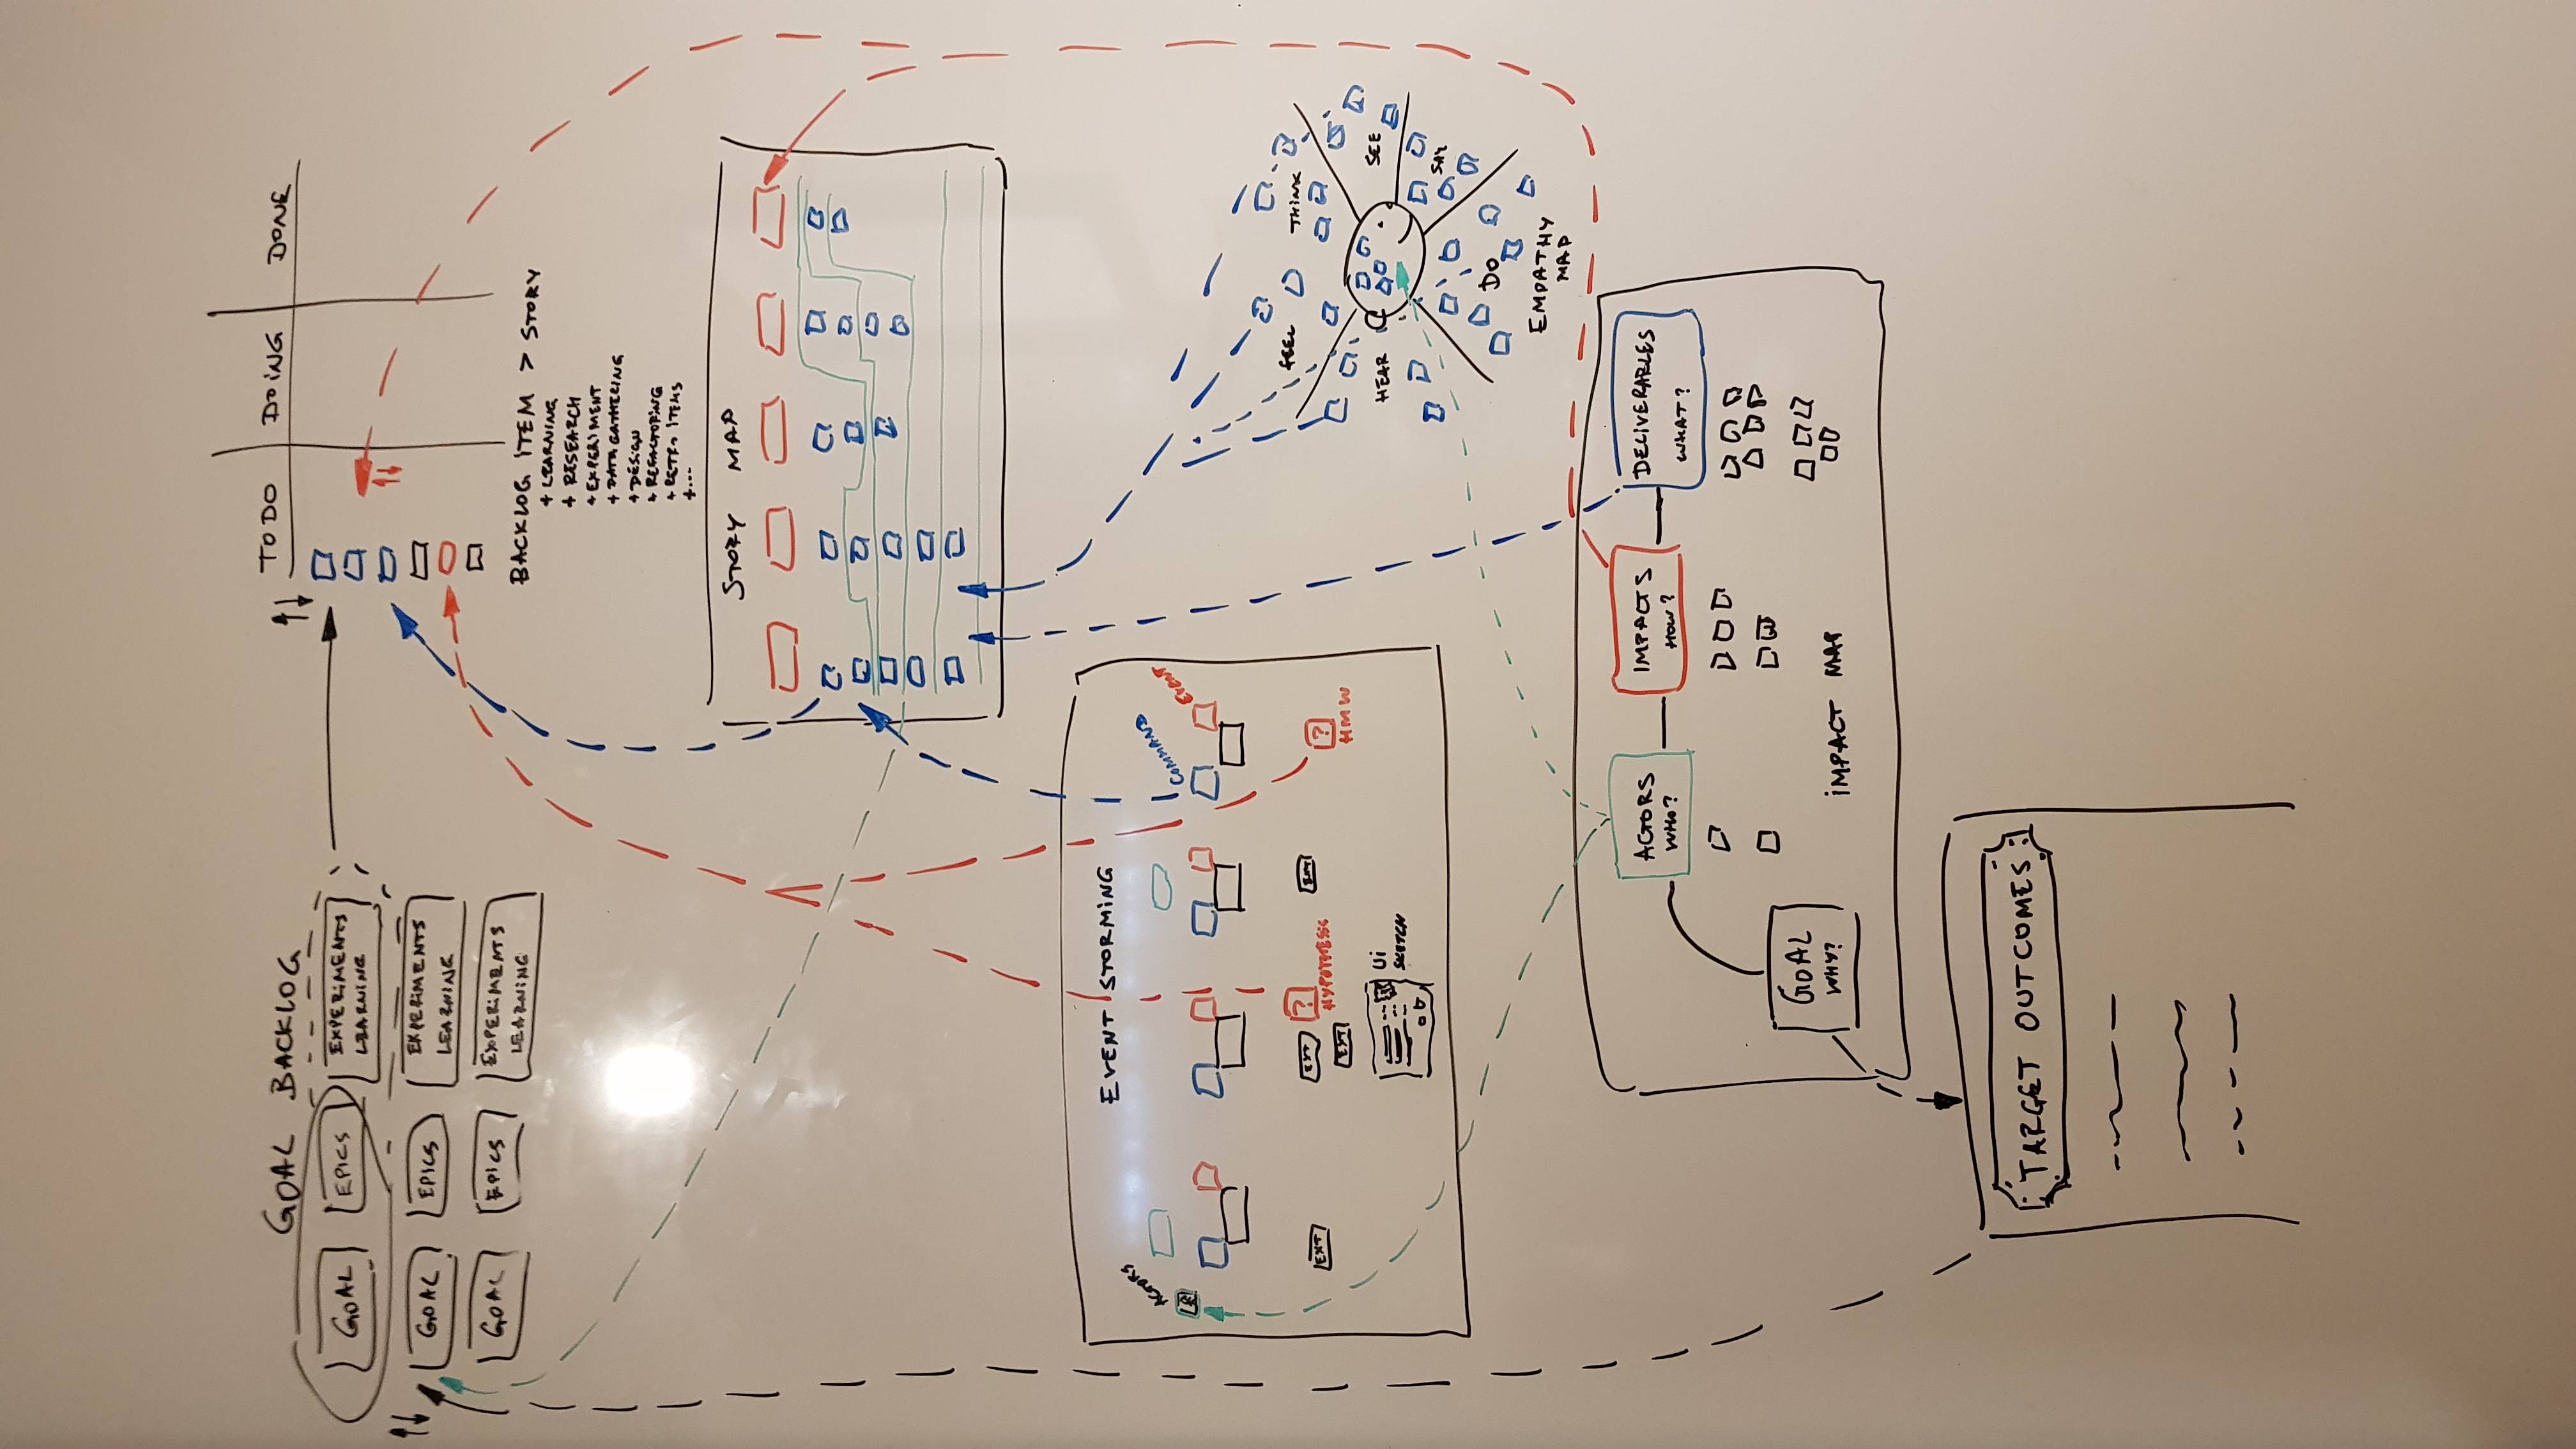 GOAL BACKLOG
GOAL EPICS EXPERIMENTS
LEARNING
GOAL EPICS EXPERIMENTS
LEARNING
GOAL EPICS EXPERIMENTS
LEARNING
TO DO DOING DONE
BACKLOG ITEM > STORY
+ LEARNING
+ RESEARCH
+ EXPERIMENT
+ DATA GATHERING
+ DESIGN
+ REFACTORING
+ RETRO ITEMS
+...
STORY MAP
EVENT STORMING
ACTORS
COMMAND
EVENT
EXT
EXT
EXT
EXT
?
HYPOTHESIS
?
HMW
Ui
SKETCH
FEEL
THINK
HEAR
SEE
SAY
DO
EMPATHY
MAP
ACTORS
WHO?
IMPACTS
HOW?
DELIVERABLES
WHAT?
GOAL
WHY?
IMPACT MAP
TARGET OUTCOMES